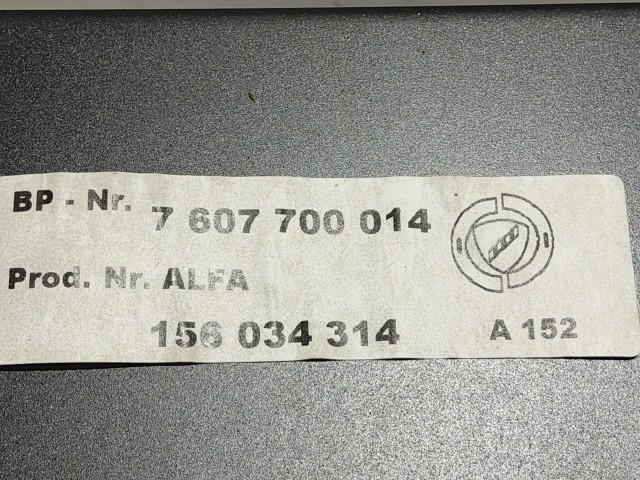 BP - Nr. 7 607 700 014
Prod. Nr. ALFA
156 034 314 A 152